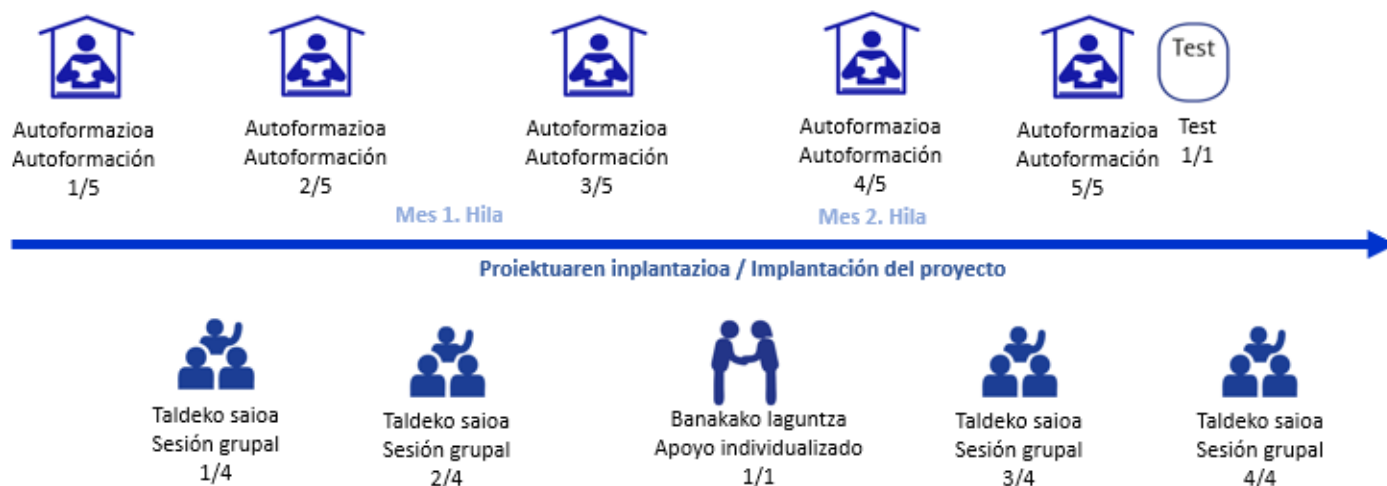 Test
Autoformazioa
Autoformación
1/5
Autoformazioa
Autoformación
2/5
Autoformazioa
Autoformación
3/5
Autoformazioa
Autoformación
4/5
Autoformazioa
Autoformación
5/5
Test
1/1
Mes 1. Hila
Mes 2. Hila
Proiektuaren inplantazioa / Implantación del proyecto
Taldeko saioa
Sesión grupal
1/4
Taldeko saioa
Sesión grupal
2/4
Banakako laguntza
Apoyo individualizado
1/1
Taldeko saioa
Sesión grupal
3/4
Taldeko saioa
Sesión grupal
4/4